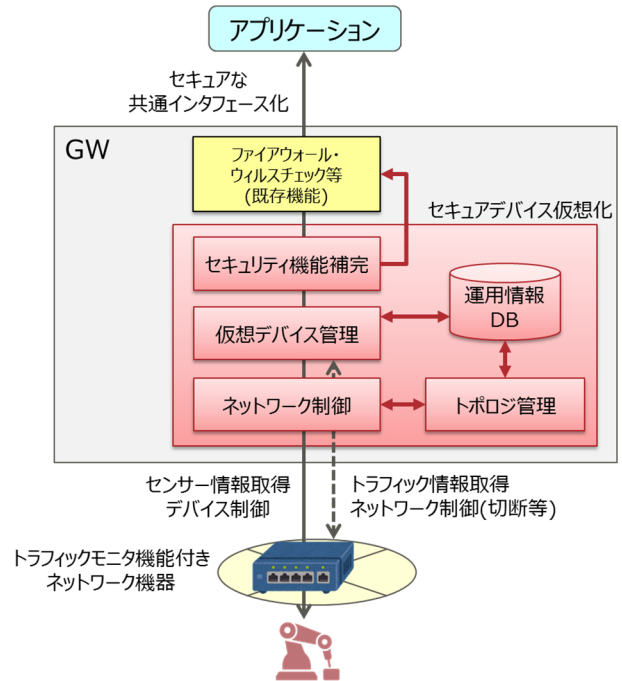 アプリケーション
セキュアな
共通インタフェース化
GW
ファイアウォール・
ウィルスチェック等
(既存機能)
セキュアデバイス仮想化
セキュリティ機能補完
運用情報
DB
仮想デバイス管理
ネットワーク制御
トポロジ管理
センサー情報取得
デバイス制御
トラフィック情報取得
ネットワーク制御(切断等)
トラフィックモニタ機能付き
ネットワーク機器